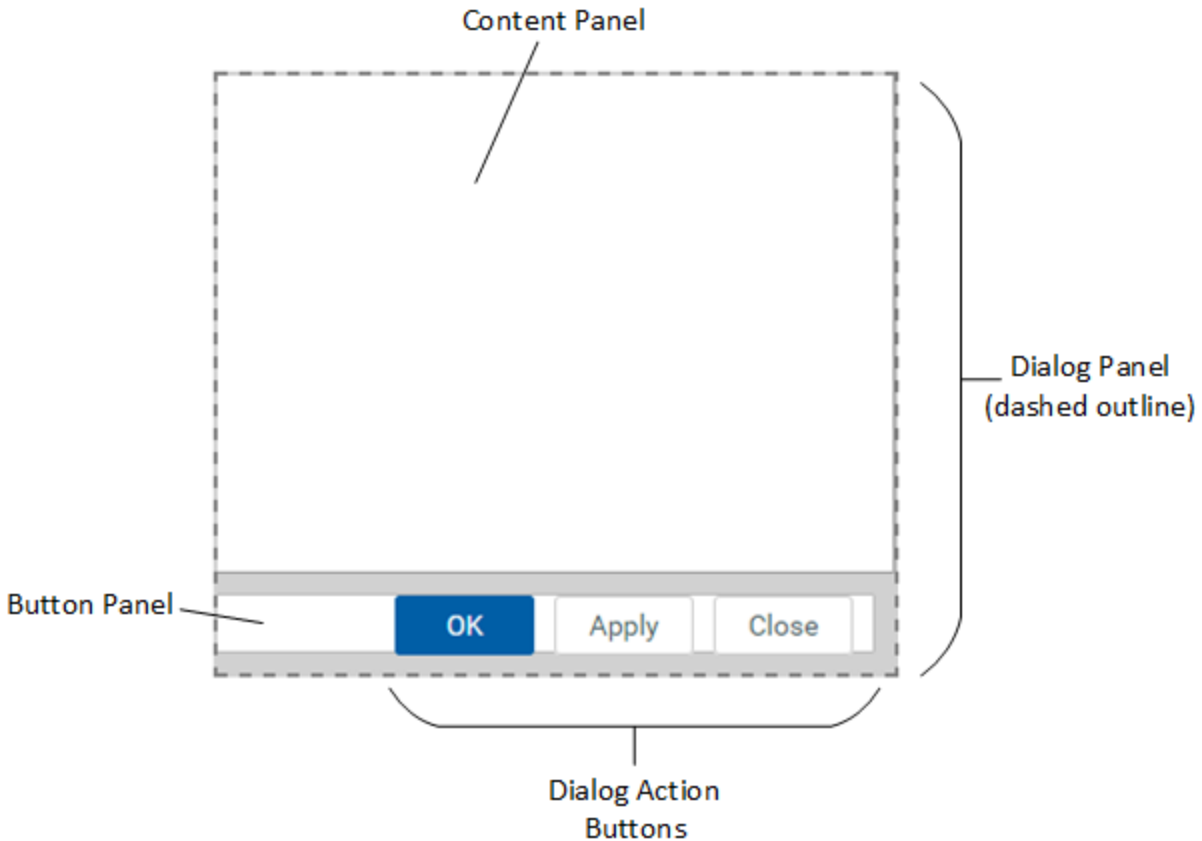 Content Panel
Dialog Panel
(dashed outline)
Button Panel
OK
Apply
Close
Dialog Action
Buttons